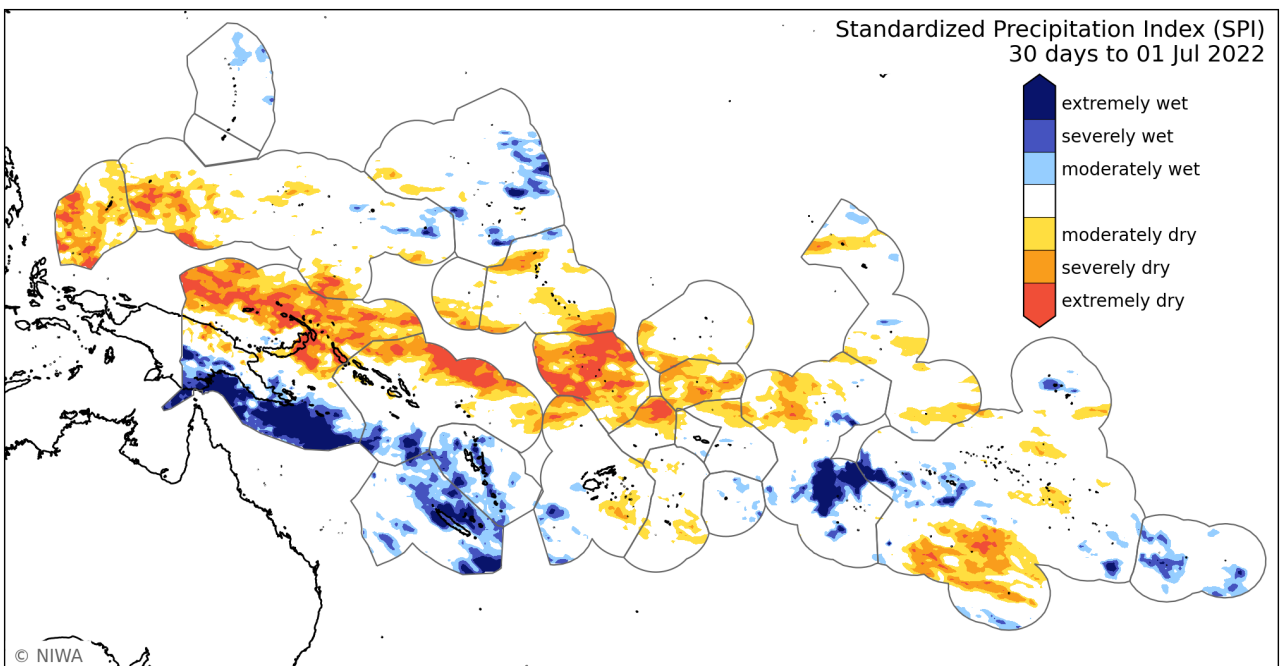 Standardized Precipitation Index (SPI)
30 days to 01 Jul 2022
extremely wet
severely wet
moderately wet
moderately dry
severely dry
extremely dry
© NIWA